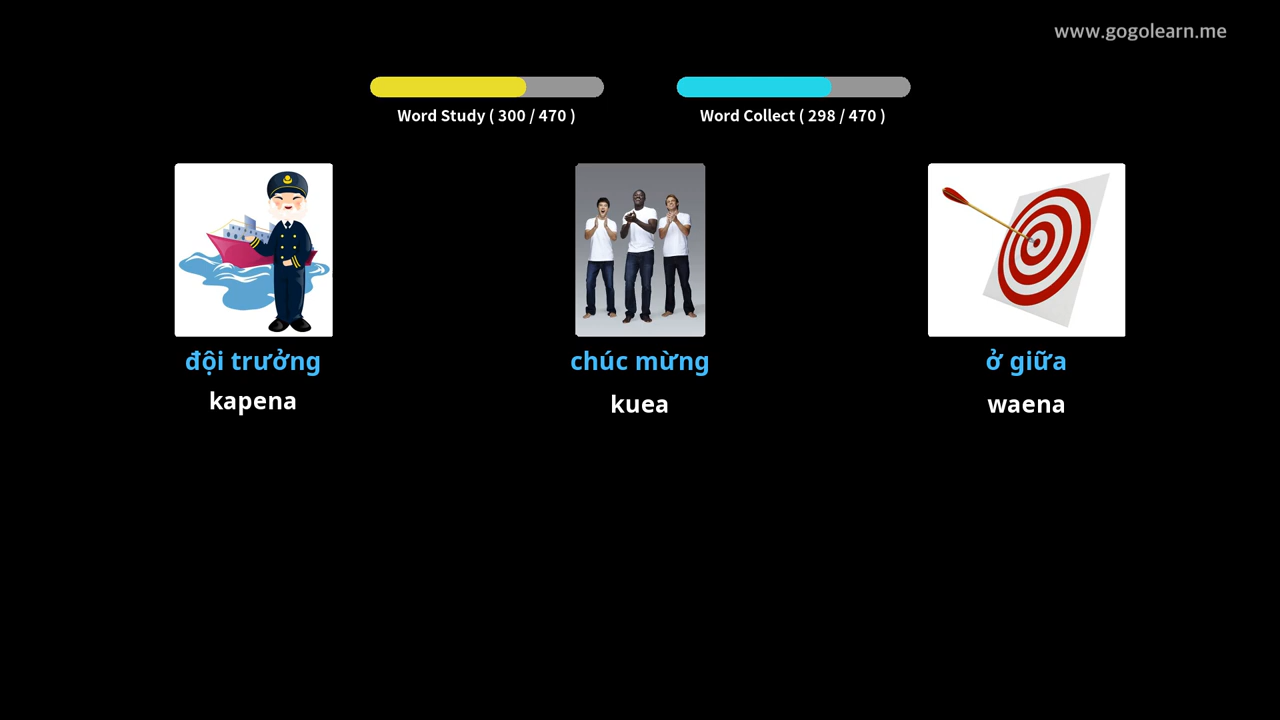 www.gogolearn.me
Word Study ( 300 / 470 )
Word Collect ( 298 / 470 )
đội trưởng
chúc mừng
ở giữa
kapena
kuea
waena